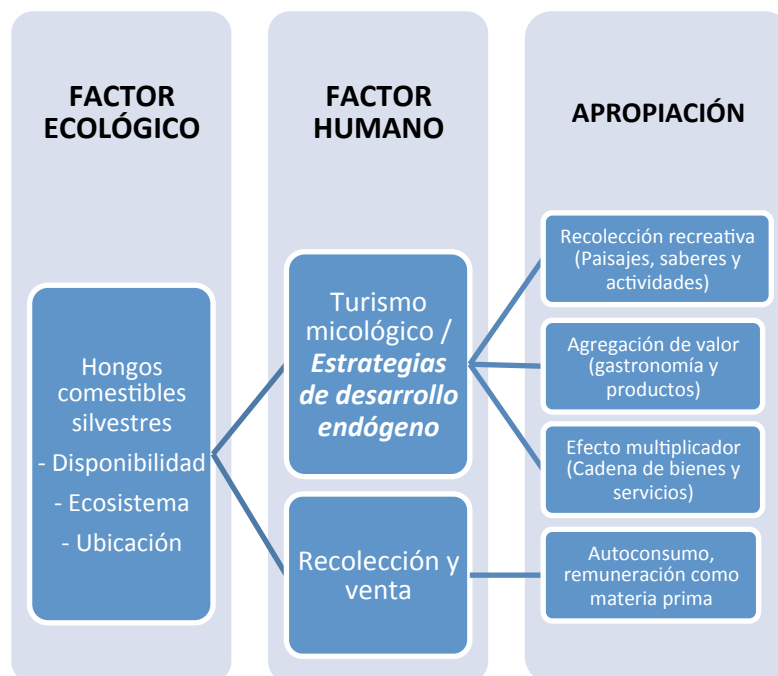 FACTOR
ECOLÓGICO
FACTOR
HUMANO
APROPIACIÓN
Hongos
comestibles
silvestres
- Disponibilidad
- Ecosistema
- Ubicación
Turismo
micológico /
Estrategias
de desarrollo
endógeno
Recolección y
venta
Recolección recreativa
(Paisajes, saberes y
actividades)
Agregación de valor
(gastronomía y
productos)
Efecto multiplicador
(Cadena de bienes y
servicios)
Autoconsumo,
remuneración como
materia prima